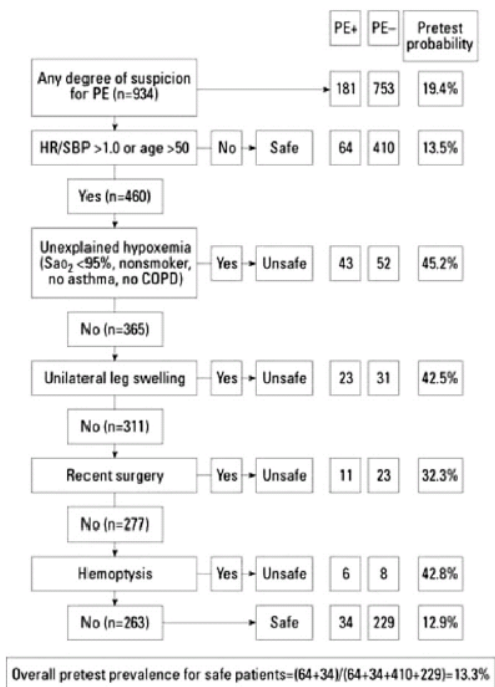 PE+ PE− Pretest
probability
Any degree of suspicion
for PE (n=934) 181 753 19.4%
HR/SBP >1.0 or age >50 No Safe 64 410 13.5%
Yes (n=460)
Unexplained hypoxemia
(SaO₂ <95%, nonsmoker, Yes Unsafe 43 52 45.2%
no asthma, no COPD)
No (n=365)
Unilateral leg swelling Yes Unsafe 23 31 42.5%
No (n=311)
Recent surgery Yes Unsafe 11 23 32.3%
No (n=277)
Hemoptysis Yes Unsafe 6 8 42.8%
No (n=263) Safe 34 229 12.9%
Overall pretest prevalence for safe patients=(64+34)/(64+34+410+229)=13.3%